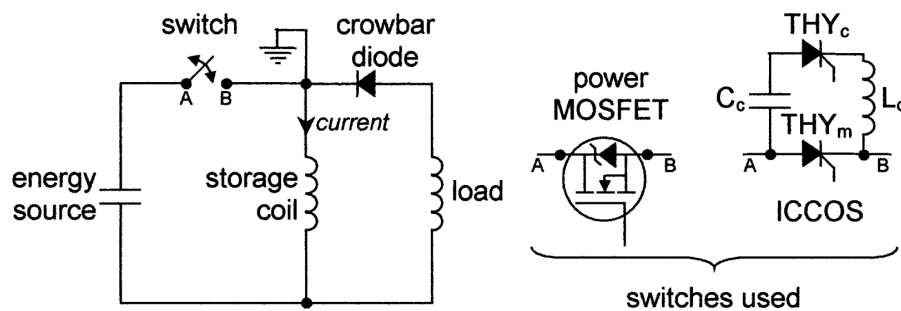 switch
crowbar
diode
A
B
current
energy
source
storage
coil
load
power
MOSFET
A
B
THYc
Cc
Lc
THYm
A
B
ICCOS
switches used